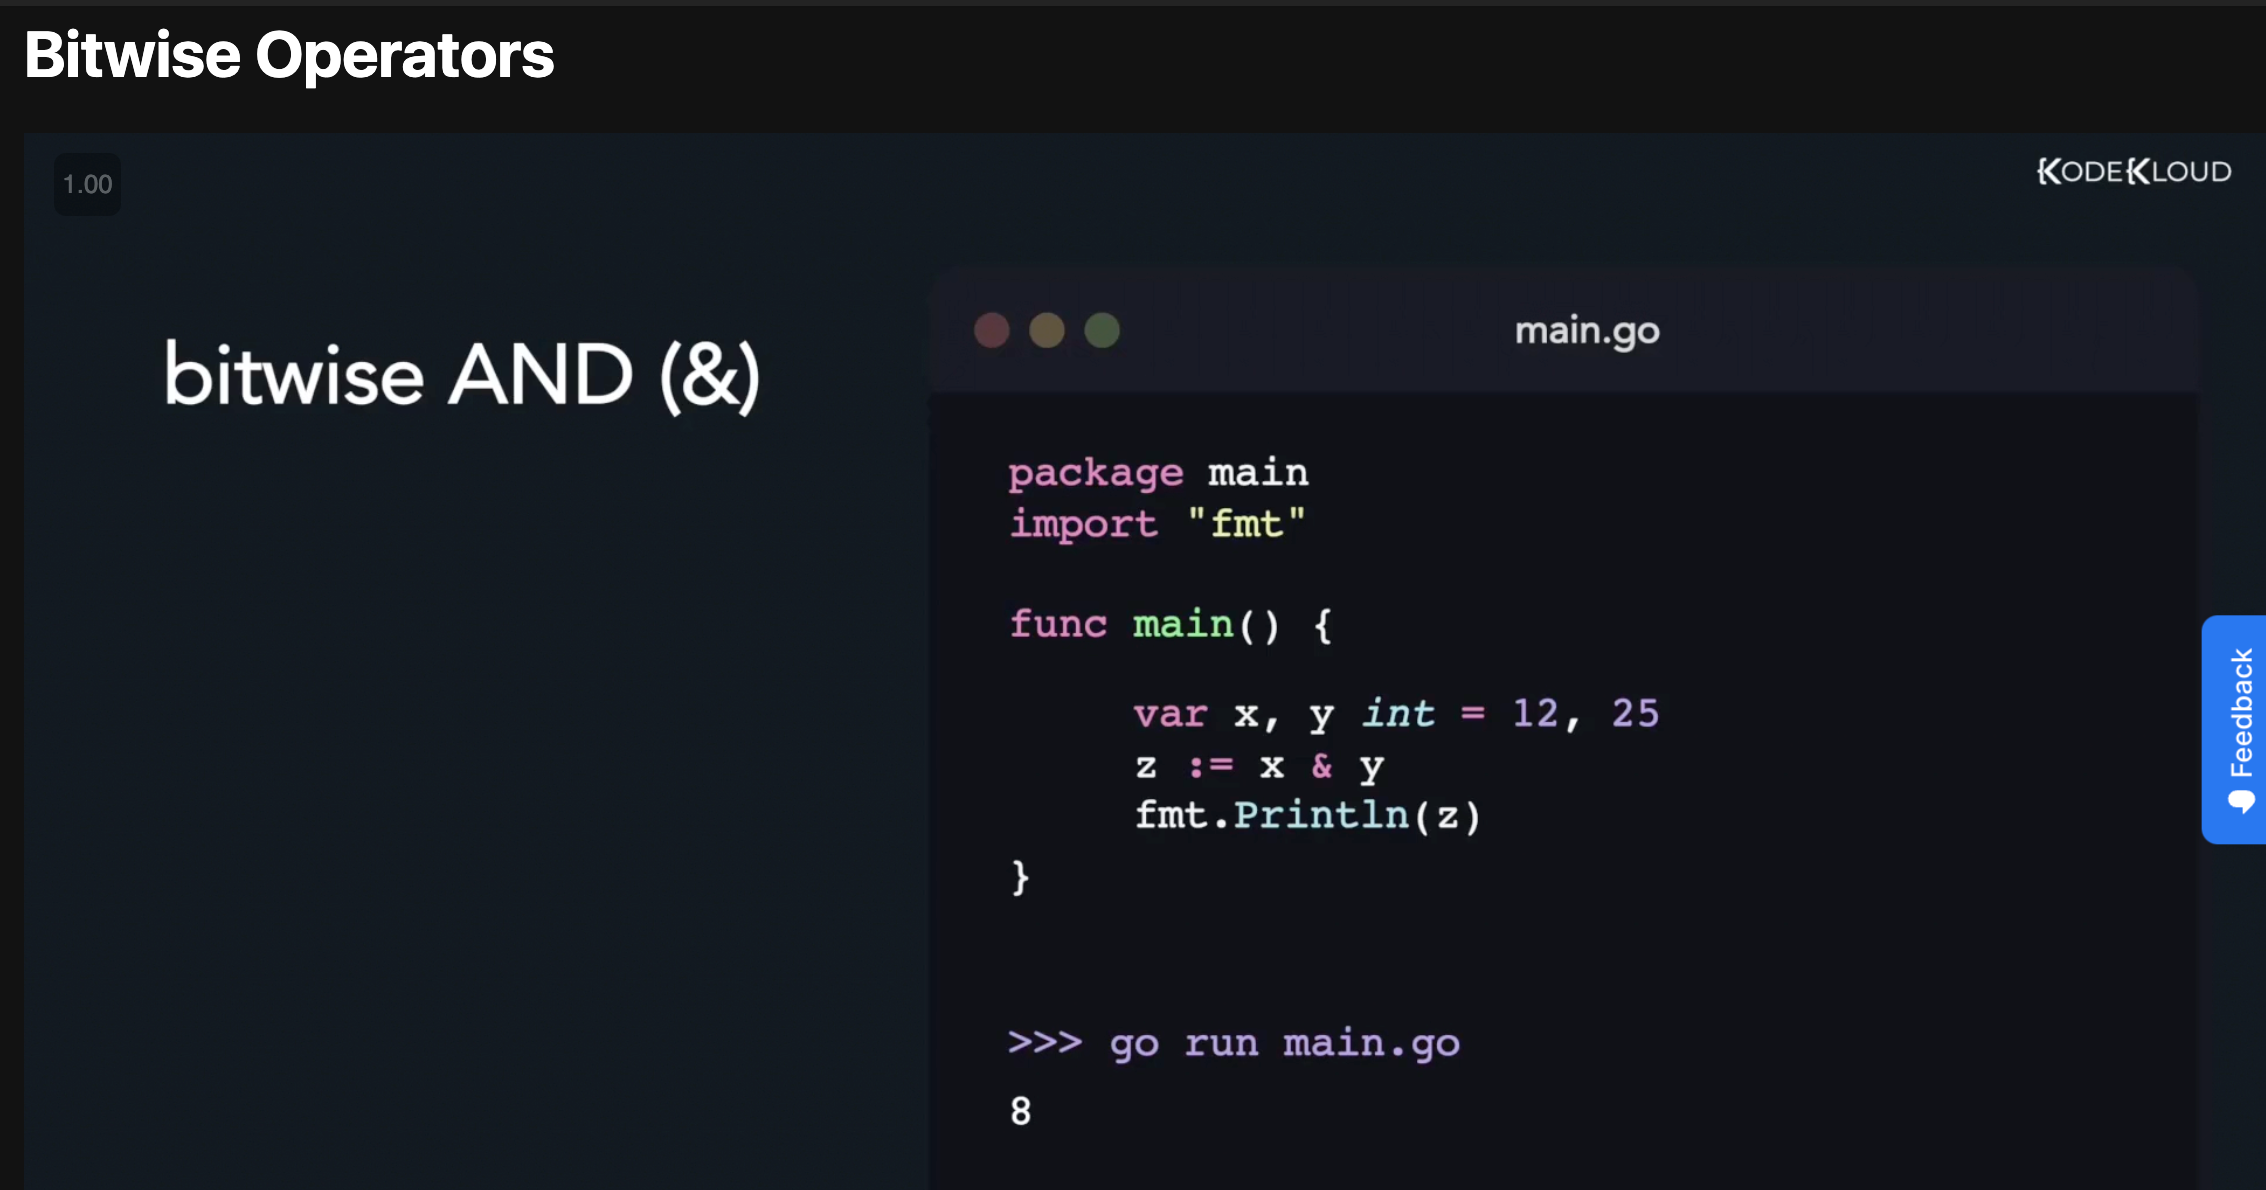 Bitwise Operators
1.00
KODEKLOUD
bitwise AND (&)
main.go
package main
import "fmt"
func main() {
var x, y int = 12, 25
z := x & y
fmt.Println(z)
}
>>> go run main.go
8
Feedback